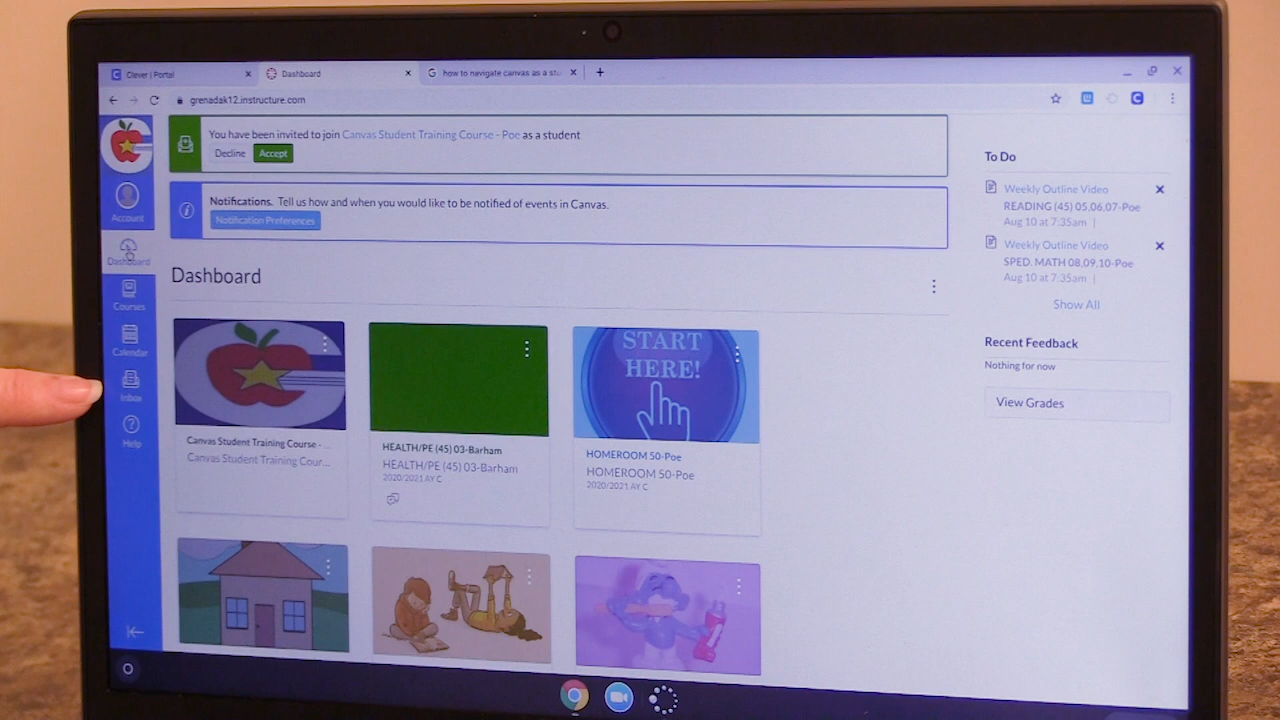 Clever | Portal
Dashboard
how to navigate canvas as a stu
grenadak12.instructure.com
You have been invited to join Canvas Student Training Course - Poe as a student
Decline
Accept
Notifications. Tell us how and when you would like to be notified of events in Canvas.
Notification Preferences
Account
Dashboard
Courses
Calendar
Inbox
Help
Dashboard
Canvas Student Training Course - ...
Canvas Student Training Cour...
HEALTH/PE (45) 03-Barham
HEALTH/PE (45) 03-Barham
2020/2021 AY C
START
HERE!
HOMEROOM 50-Poe
HOMEROOM 50-Poe
2020/2021 AY C
To Do
Weekly Outline Video
READING (45) 05,06,07-Poe
Aug 10 at 7:35am |
Weekly Outline Video
SPED. MATH 08,09,10-Poe
Aug 10 at 7:35am |
Show All
Recent Feedback
Nothing for now
View Grades